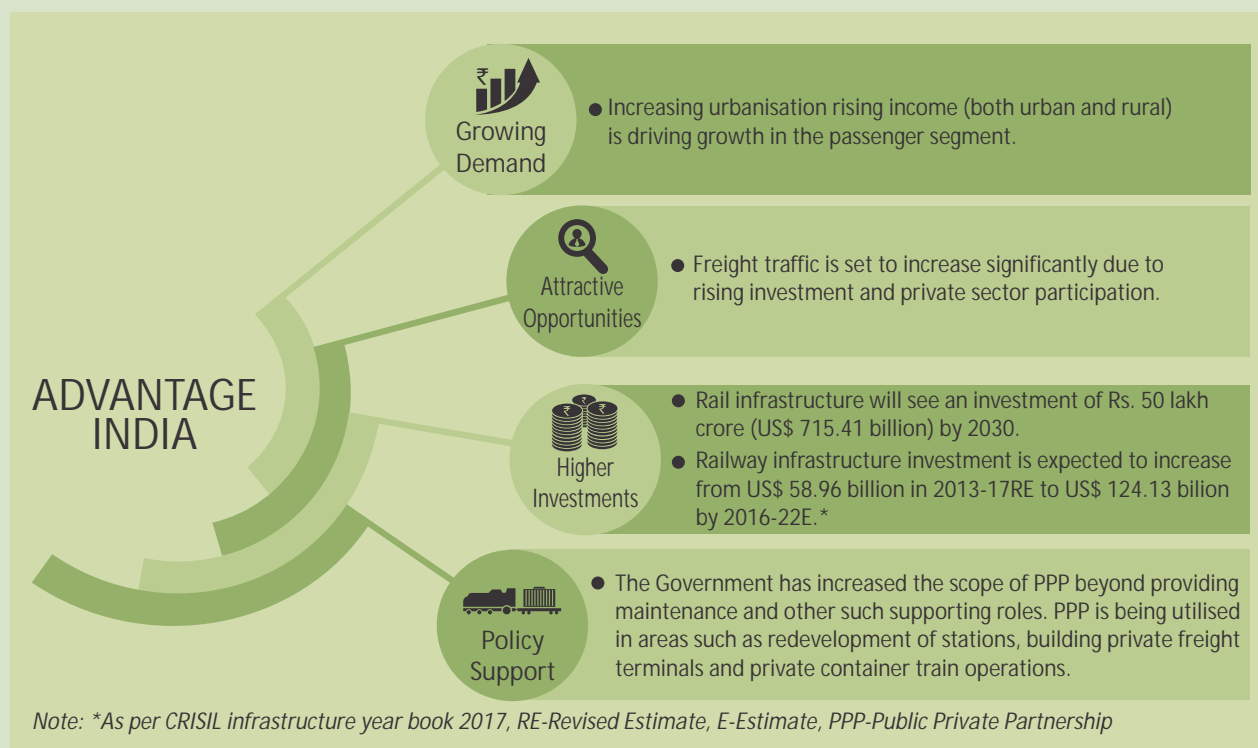 ADVANTAGE
INDIA
₹
Growing
Demand
● Increasing urbanisation rising income (both urban and rural)
is driving growth in the passenger segment.
Attractive
Opportunities
● Freight traffic is set to increase significantly due to
rising investment and private sector participation.
₹ ₹ ₹
Higher
Investments
● Rail infrastructure will see an investment of Rs. 50 lakh
crore (US$ 715.41 billion) by 2030.
● Railway infrastructure investment is expected to increase
from US$ 58.96 billion in 2013-17RE to US$ 124.13 bilion
by 2016-22E.*
Policy
Support
● The Government has increased the scope of PPP beyond providing
maintenance and other such supporting roles. PPP is being utilised
in areas such as redevelopment of stations, building private freight
terminals and private container train operations.
Note: *As per CRISIL infrastructure year book 2017, RE-Revised Estimate, E-Estimate, PPP-Public Private Partnership